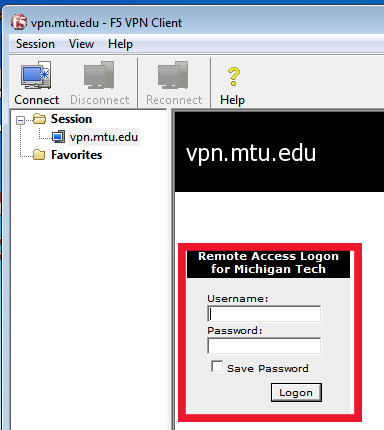 vpn.mtu.edu - F5 VPN Client
Session View Help
Connect Disconnect Reconnect Help
Session
vpn.mtu.edu
Favorites
vpn.mtu.edu
Remote Access Logon
for Michigan Tech
Username:
Password:
Save Password
Logon